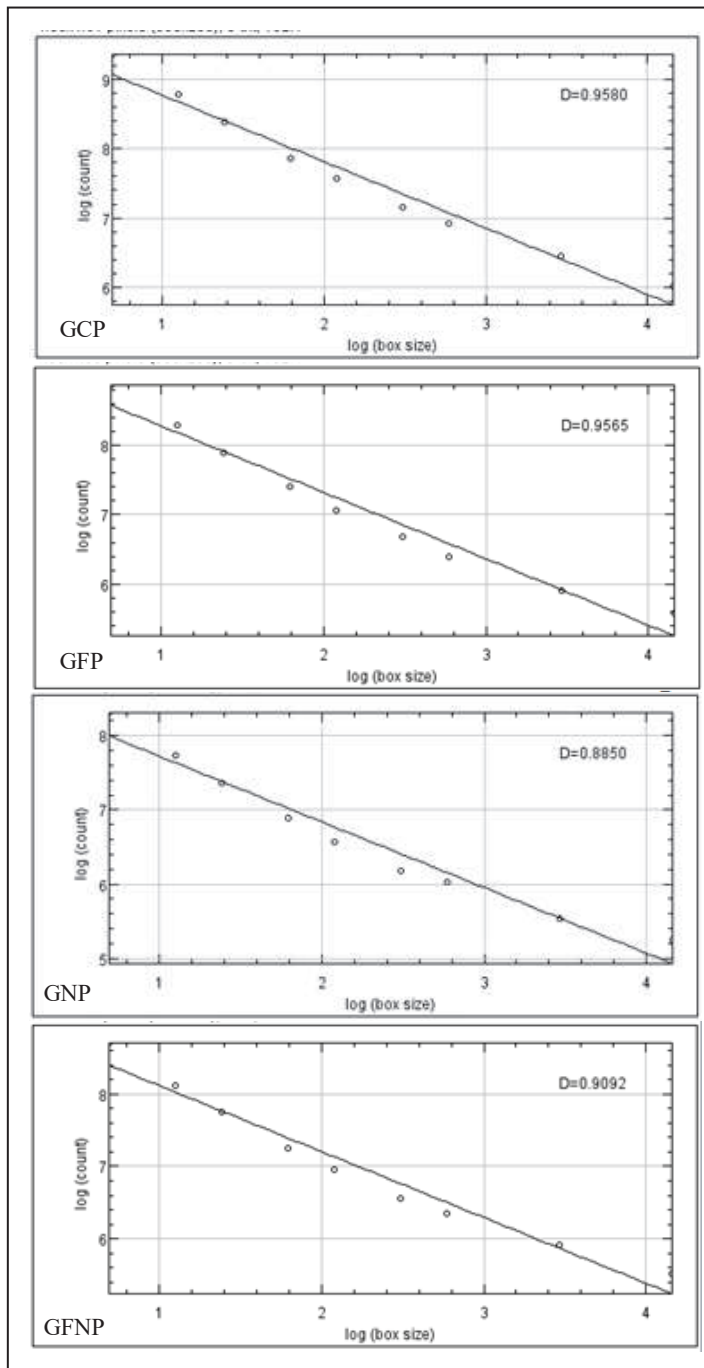 9
D=0.9580
8
log (count)
7
6
GCP
1 2 3 4
log (box size)
D=0.9565
8
log (count)
7
6
GFP
1 2 3 4
log (box size)
8
D=0.8850
7
log (count)
6
5
GNP
1 2 3 4
log (box size)
D=0.9092
8
log (count)
7
6
GFNP
1 2 3 4
log (box size)